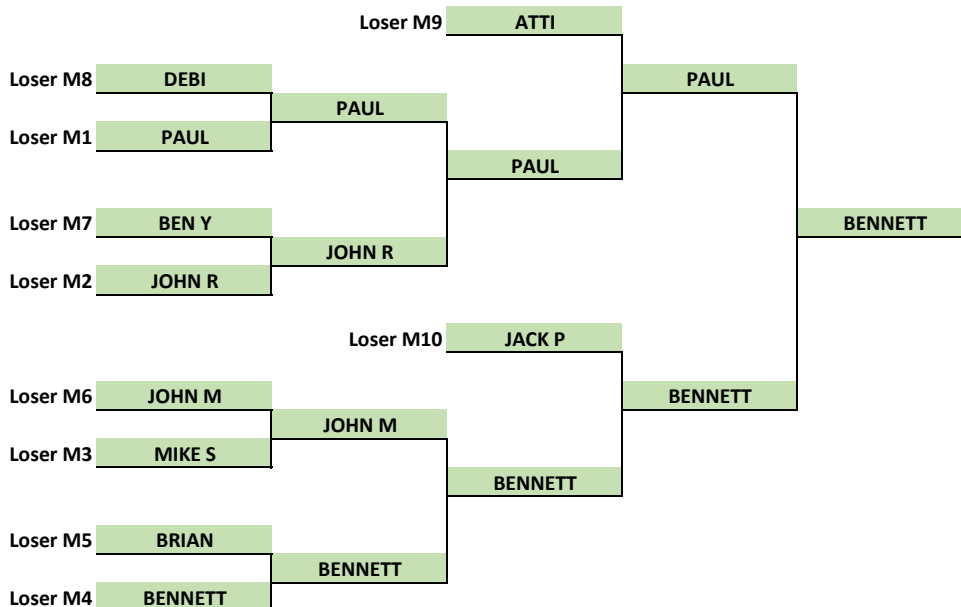 Loser M9 ATTI
Loser M8 DEBI PAUL
PAUL
Loser M1 PAUL
PAUL
Loser M7 BEN Y BENNETT
JOHN R
Loser M2 JOHN R
Loser M10 JACK P
Loser M6 JOHN M BENNETT
JOHN M
Loser M3 MIKE S
BENNETT
Loser M5 BRIAN
BENNETT
Loser M4 BENNETT